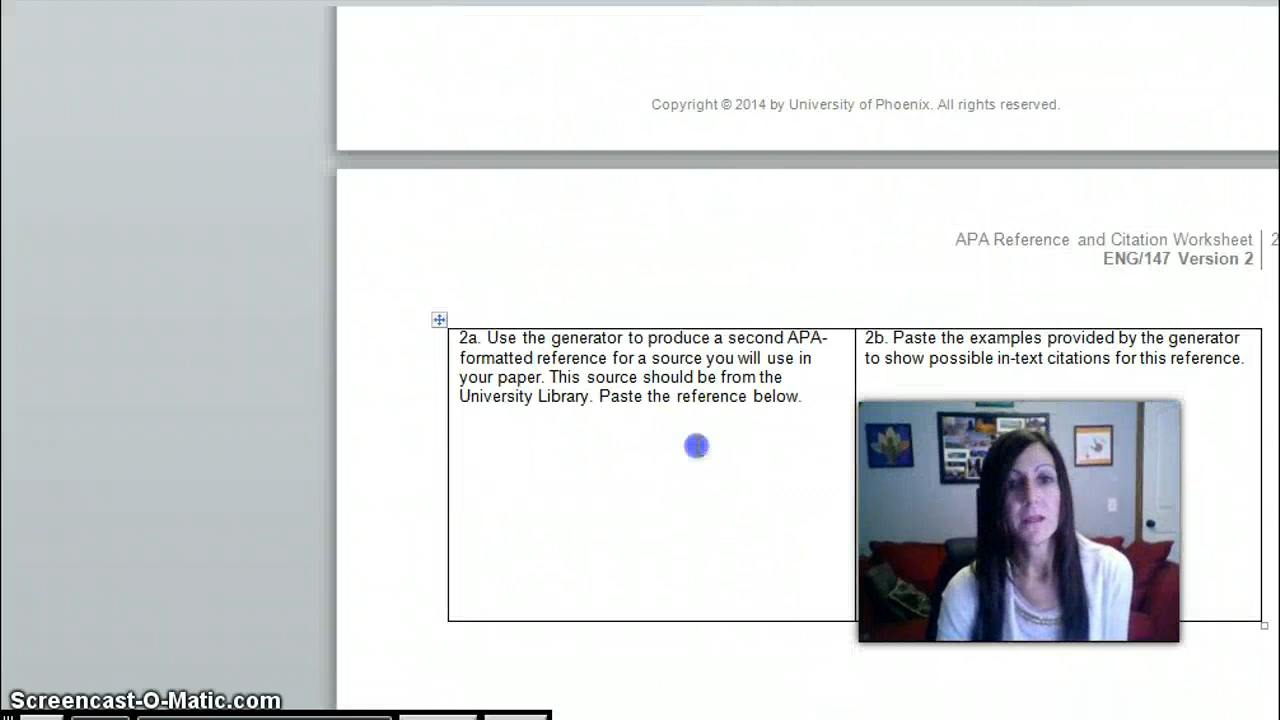 Copyright © 2014 by University of Phoenix. All rights reserved.
APA Reference and Citation Worksheet 2
ENG/147 Version 2
2a. Use the generator to produce a second APA-
formatted reference for a source you will use in
your paper. This source should be from the
University Library. Paste the reference below.
2b. Paste the examples provided by the generator
to show possible in-text citations for this reference.
Screencast-O-Matic.com